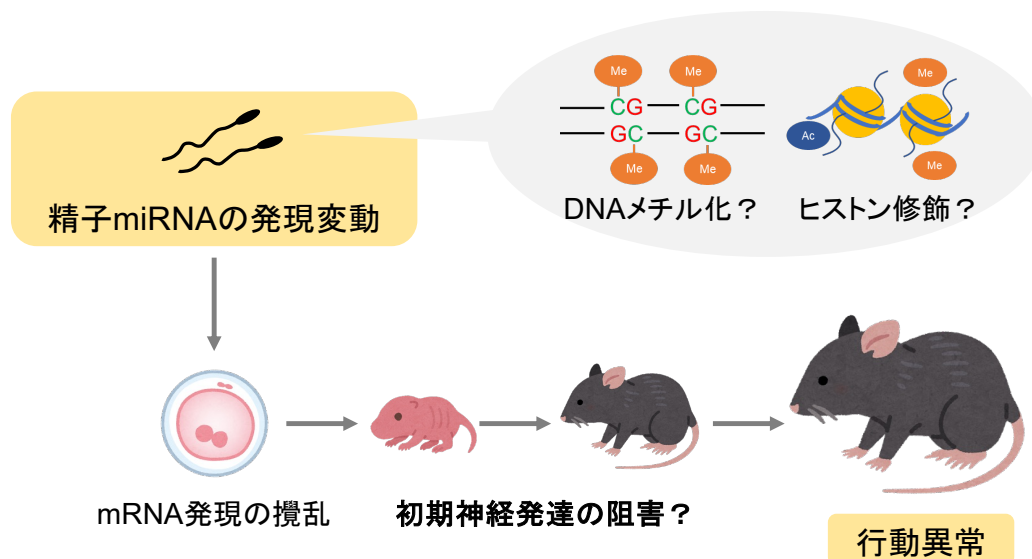 Me
Me
CG
CG
GC
GC
Me
Me
Me
Ac
Me
DNAメチル化？
ヒストン修飾？
精子miRNAの発現変動
mRNA発現の攪乱
初期神経発達の阻害？
行動異常